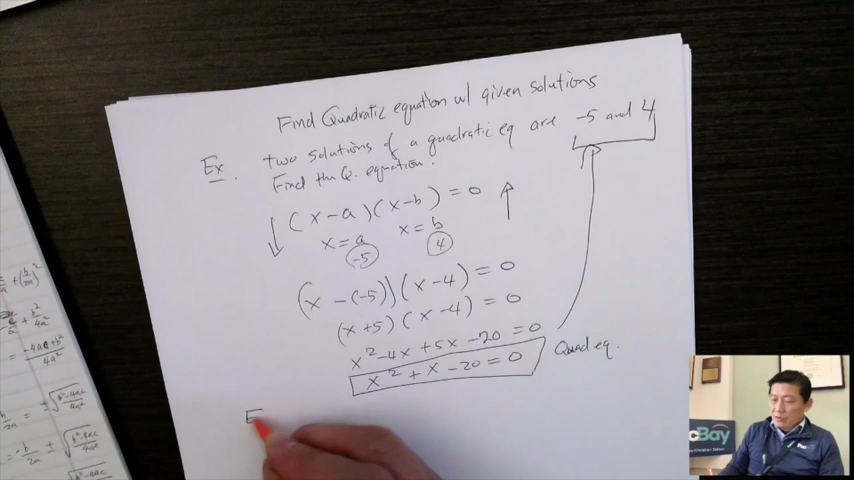 Find Quadratic equation w/ given solutions
Ex. two solutions of a quadratic eq are -5 and 4
Find the Q. equation.
(x-a)(x-b) = 0
x=a x=b
-5 4
(x-(-5))(x-4) = 0
(x+5)(x-4) = 0
x²-4x+5x-20 = 0
x²+x-20 = 0 Quad eq.
E
Bay